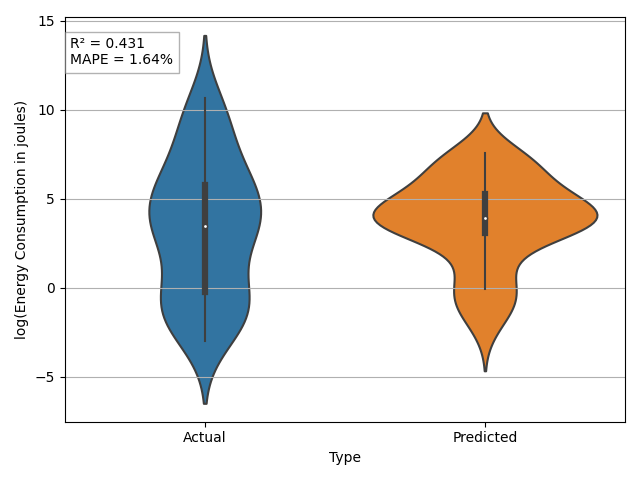 R² = 0.431
MAPE = 1.64%
15
10
5
0
−5
log(Energy Consumption in joules)
Actual
Predicted
Type